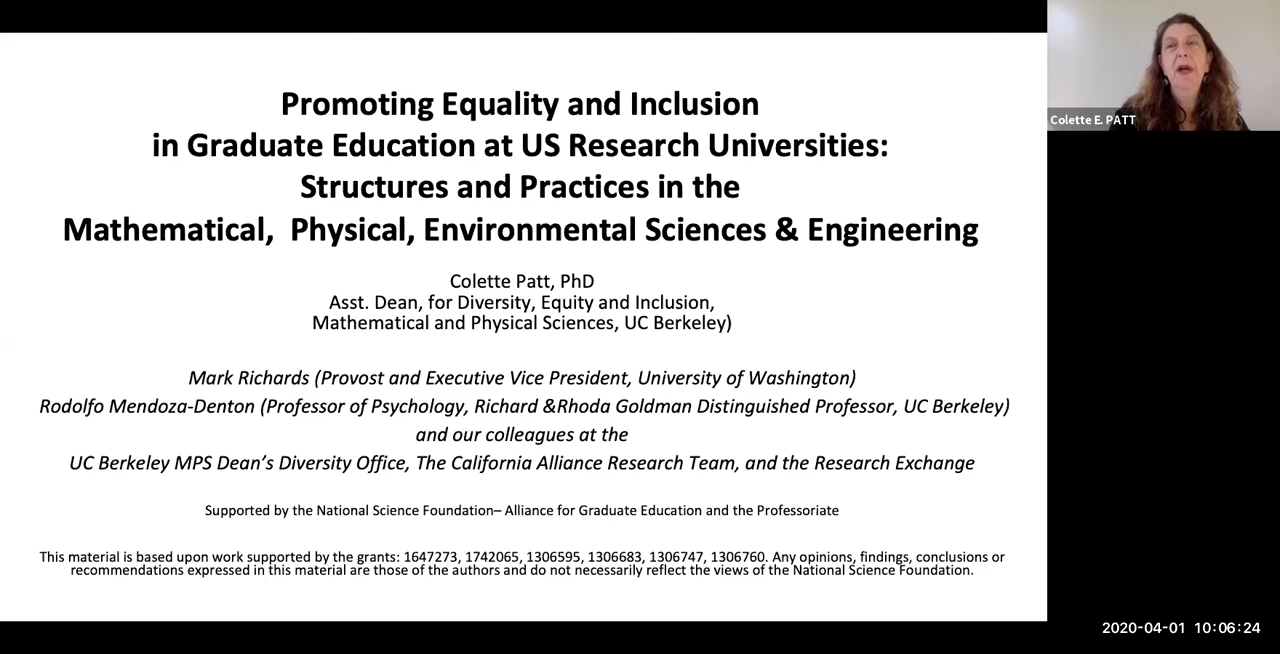 Promoting Equality and Inclusion
in Graduate Education at US Research Universities:
Structures and Practices in the
Mathematical, Physical, Environmental Sciences & Engineering
Colette Patt, PhD
Asst. Dean, for Diversity, Equity and Inclusion,
Mathematical and Physical Sciences, UC Berkeley)
Mark Richards (Provost and Executive Vice President, University of Washington)
Rodolfo Mendoza-Denton (Professor of Psychology, Richard &Rhoda Goldman Distinguished Professor, UC Berkeley)
and our colleagues at the
UC Berkeley MPS Dean’s Diversity Office, The California Alliance Research Team, and the Research Exchange
Supported by the National Science Foundation– Alliance for Graduate Education and the Professoriate
This material is based upon work supported by the grants: 1647273, 1742065, 1306595, 1306683, 1306747, 1306760. Any opinions, findings, conclusions or
recommendations expressed in this material are those of the authors and do not necessarily reflect the views of the National Science Foundation.
Colette E. PATT
2020-04-01 10:06:24